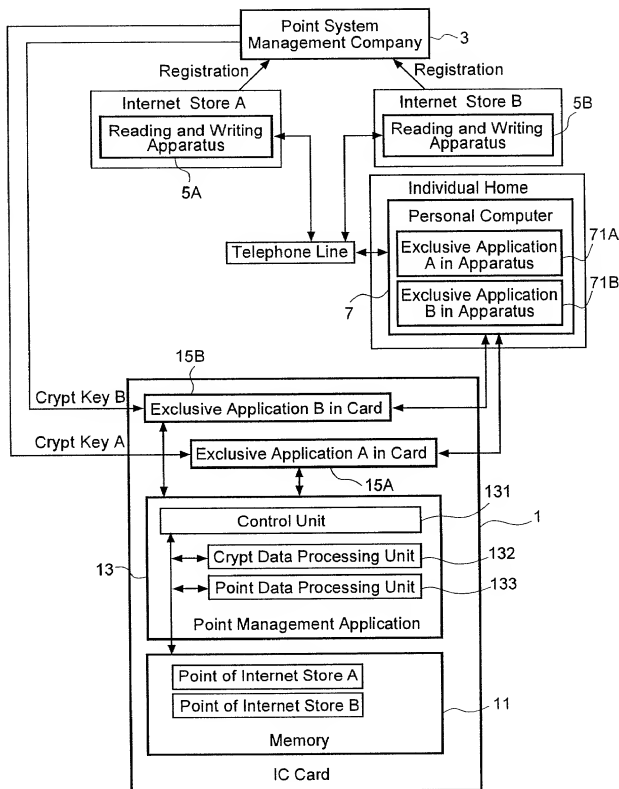 Point System
Management Company
3
Registration
Registration
Internet Store A
Reading and Writing
Apparatus
5A
Internet Store B
5B
Reading and Writing
Apparatus
Individual Home
Personal Computer
71A
Exclusive Application
A in Apparatus
Telephone Line
71B
Exclusive Application
B in Apparatus
7
15B
Crypt Key B
Exclusive Application B in Card
Crypt Key A
Exclusive Application A in Card
15A
131
Control Unit
1
13
Crypt Data Processing Unit
132
Point Data Processing Unit
133
Point Management Application
Point of Internet Store A
Point of Internet Store B
11
Memory
IC Card